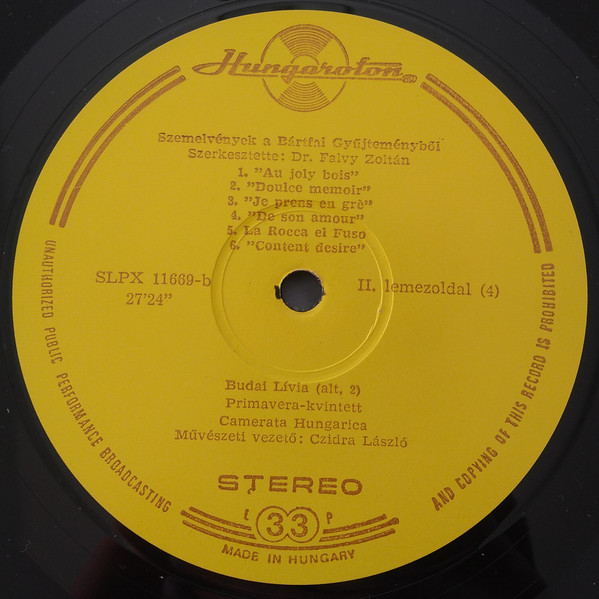 Hungaroton
Szemelvények a Bártfai Gyűjteményből
Szerkesztette: Dr. Falvy Zoltán
1. "Au joly bois"
2. "Doulce memoir"
3. "Je prens en grè"
4. "De son amour"
5. La Rocca el Fuso
6. "Content desire"
SLPX 11669-b
27'24"
II. lemezoldal (4)
Budai Lívia (alt, 2)
Primavera-kvintett
Camerata Hungarica
Művészeti vezető: Czidra László
STEREO
L 33 P
MADE IN HUNGARY
UNAUTHORIZED PUBLIC PERFORMANCE BROADCASTING
AND COPYING OF THIS RECORD IS PROHIBITED